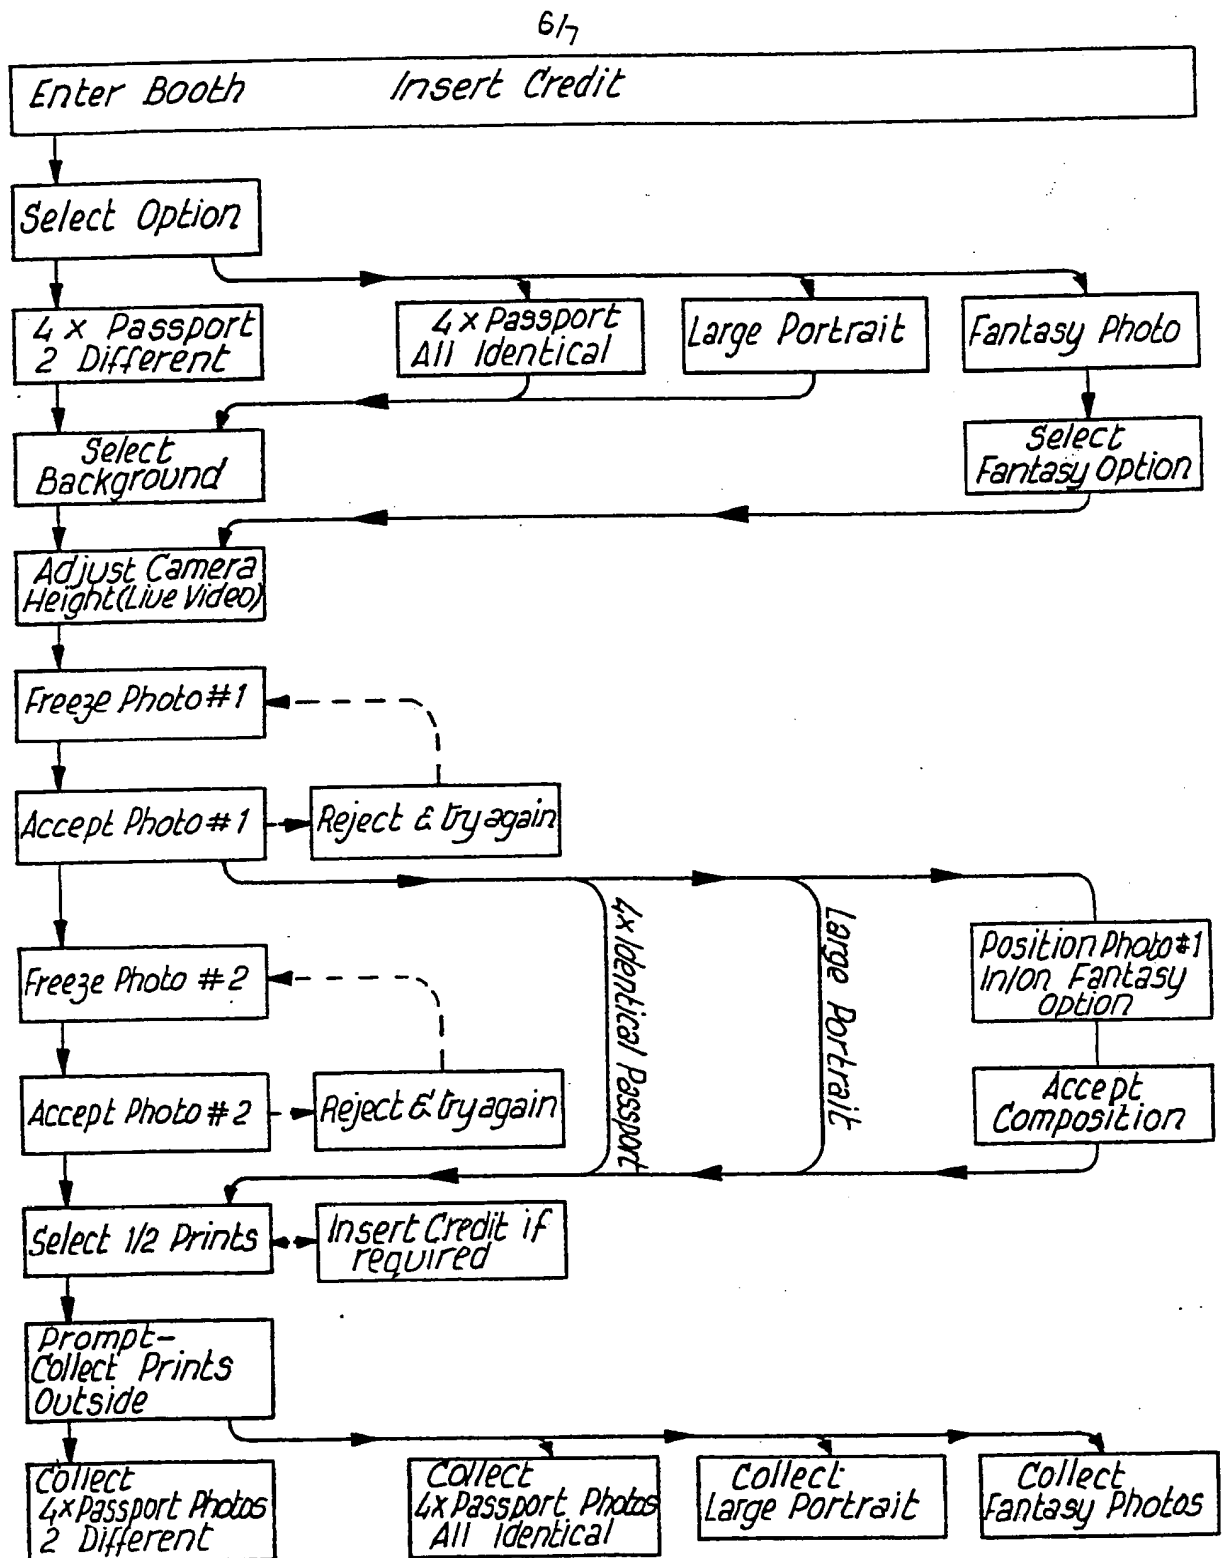 6/7
Enter Booth Insert Credit
Select Option
4 x Passport
2 Different
4 x Passport
All Identical
Large Portrait
Fantasy Photo
Select
Background
Select
Fantasy Option
Adjust Camera
Height (Live Video)
Freeze Photo #1
Accept Photo #1
Reject & try again
4x Identical Passport
Large Portrait
Position Photo #1
In/on Fantasy
option
Freeze Photo #2
Accept Photo #2
Reject & try again
Accept
Composition
Select 1/2 Prints
Insert Credit if
required
Prompt-
Collect Prints
Outside
Collect
4x Passport Photos
2 Different
Collect
4x Passport Photos
All Identical
Collect
Large Portrait
Collect
Fantasy Photos